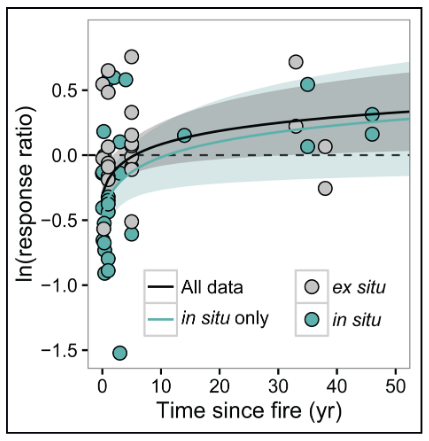 ln(response ratio)
0.5
0.0
−0.5
−1.0
−1.5
All data
in situ only
ex situ
in situ
0 10 20 30 40 50
Time since fire (yr)